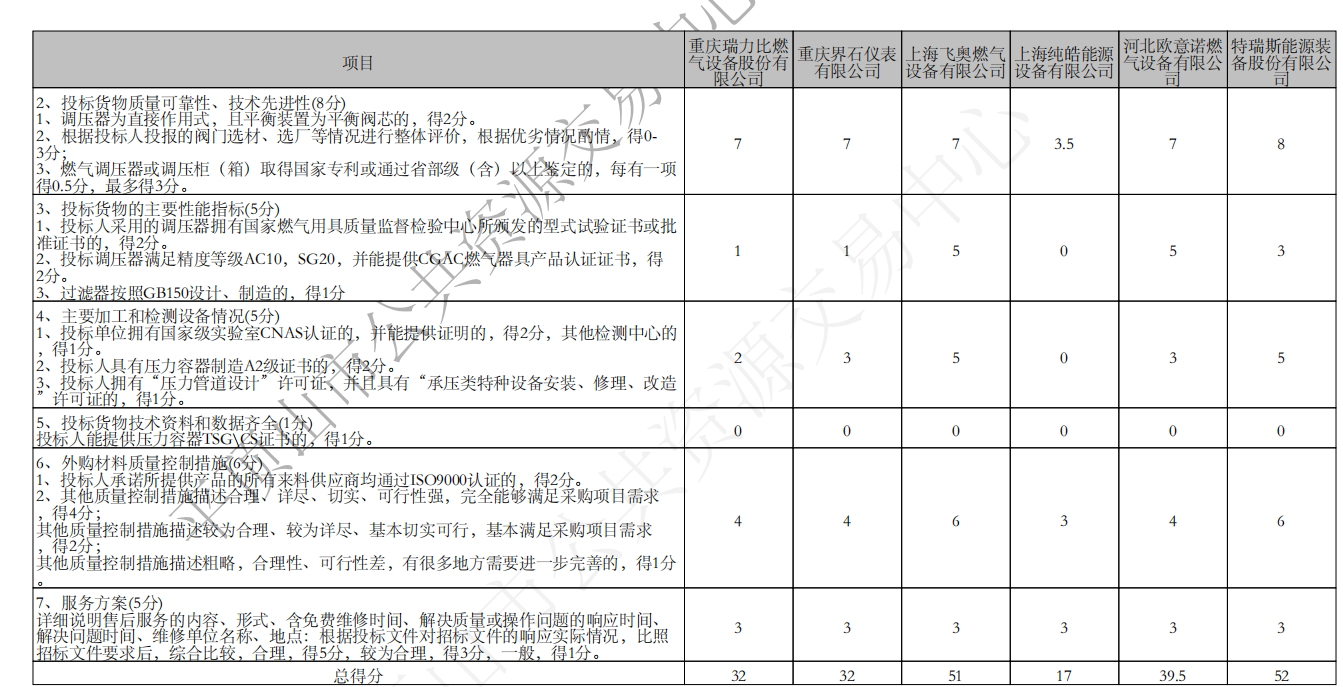 项目
重庆瑞力比燃
气设备股份有
限公司
重庆界石仪表
有限公司
上海飞奥燃气
设备有限公司
上海纯皓能源
设备有限公司
河北欧意诺燃
气设备有限公
司
特瑞斯能源装
备股份有限公
司
2、投标货物质量可靠性、技术先进性(8分)
1、调压器为直接作用式，且平衡装置为平衡阀芯的，得2分。
2、根据投标人投报的阀门选材、选厂等情况进行整体评价，根据优劣情况酌情，得0-
3分；
3、燃气调压器或调压柜（箱）取得国家专利或通过省部级（含）以上鉴定的，每有一项
得0.5分，最多得3分。
7
7
7
3.5
7
8
3、投标货物的主要性能指标(5分)
1、投标人采用的调压器拥有国家燃气用具质量监督检验中心所颁发的型式试验证书或批
准证书的，得2分。
2、投标调压器满足精度等级AC10，SG20，并能提供CGAC燃气器具产品认证证书，得
2分。
3、过滤器按照GB150设计、制造的，得1分
1
1
5
0
5
3
4、主要加工和检测设备情况(5分)
1、投标单位拥有国家级实验室CNAS认证的，并能提供证明的，得2分，其他检测中心的
，得1分。
2、投标人具有压力容器制造A2级证书的，得2分。
3、投标人拥有“压力管道设计”许可证，并且具有“承压类特种设备安装、修理、改造
”许可证的，得1分。
2
3
5
0
3
5
5、投标货物技术资料和数据齐全(1分)
投标人能提供压力容器TSG\CS证书的，得1分。
0
0
0
0
0
0
6、外购材料质量控制措施(6分)
1、投标人承诺所提供产品的所有来料供应商均通过ISO9000认证的，得2分。
2、其他质量控制措施描述合理、详尽、切实、可行性强，完全能够满足采购项目需求
，得4分；
其他质量控制措施描述较为合理、较为详尽、基本切实可行，基本满足采购项目需求
，得2分；
其他质量控制措施描述粗略，合理性、可行性差，有很多地方需要进一步完善的，得1分
。
4
4
6
3
4
6
7、服务方案(5分)
详细说明售后服务的内容、形式、含免费维修时间、解决质量或操作问题的响应时间、
解决问题时间、维修单位名称、地点；根据投标文件对招标文件的响应实际情况，比照
招标文件要求后，综合比较，合理，得5分，较为合理，得3分，一般，得1分。
3
3
3
3
3
3
总得分
32
32
51
17
39.5
52
平顶山市公共资源交易中心
平顶山市公共资源交易中心